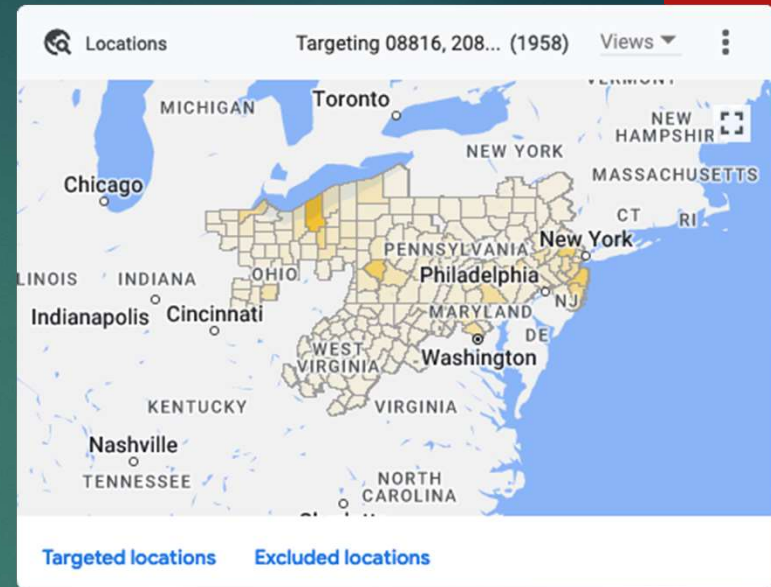 Locations Targeting 08816, 208... (1958) Views
VERMONT
MICHIGAN Toronto
NEW HAMPSHIR
NEW YORK
MASSACHUSETTS
Chicago
CT RI
PENNSYLVANIA New York
LINOIS INDIANA OHIO Philadelphia
NJ
Indianapolis Cincinnati MARYLAND
DE
WEST VIRGINIA Washington
KENTUCKY VIRGINIA
Nashville
TENNESSEE
NORTH CAROLINA
Targeted locations Excluded locations